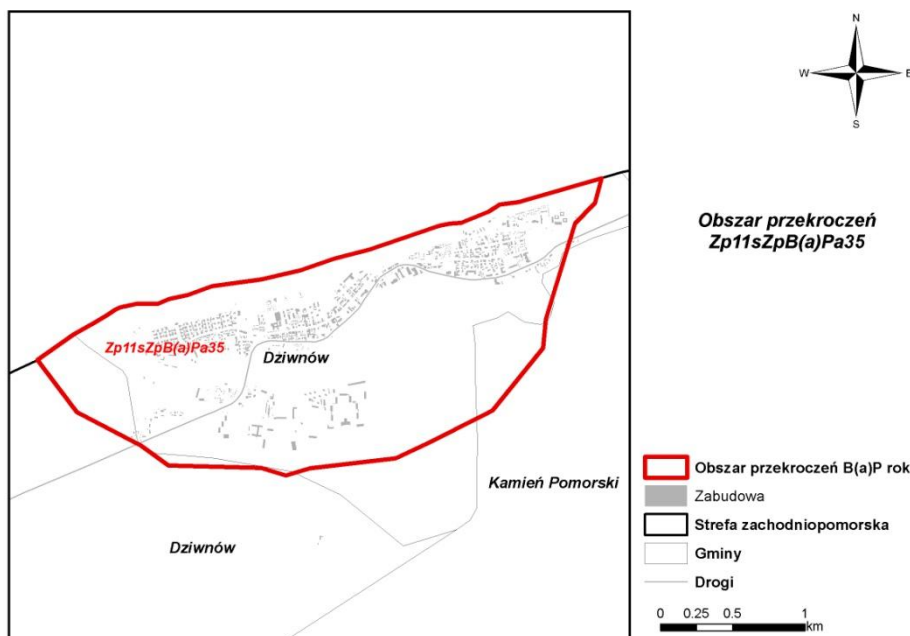 N
W
E
S
Obszar przekroczeń
Zp11sZpB(a)Pa35
Zp11sZpB(a)Pa35
Dziwnów
Kamień Pomorski
Dziwnów
Obszar przekroczeń B(a)P rok
Zabudowa
Strefa zachodniopomorska
Gminy
Drogi
0 0.25 0.5 1
km